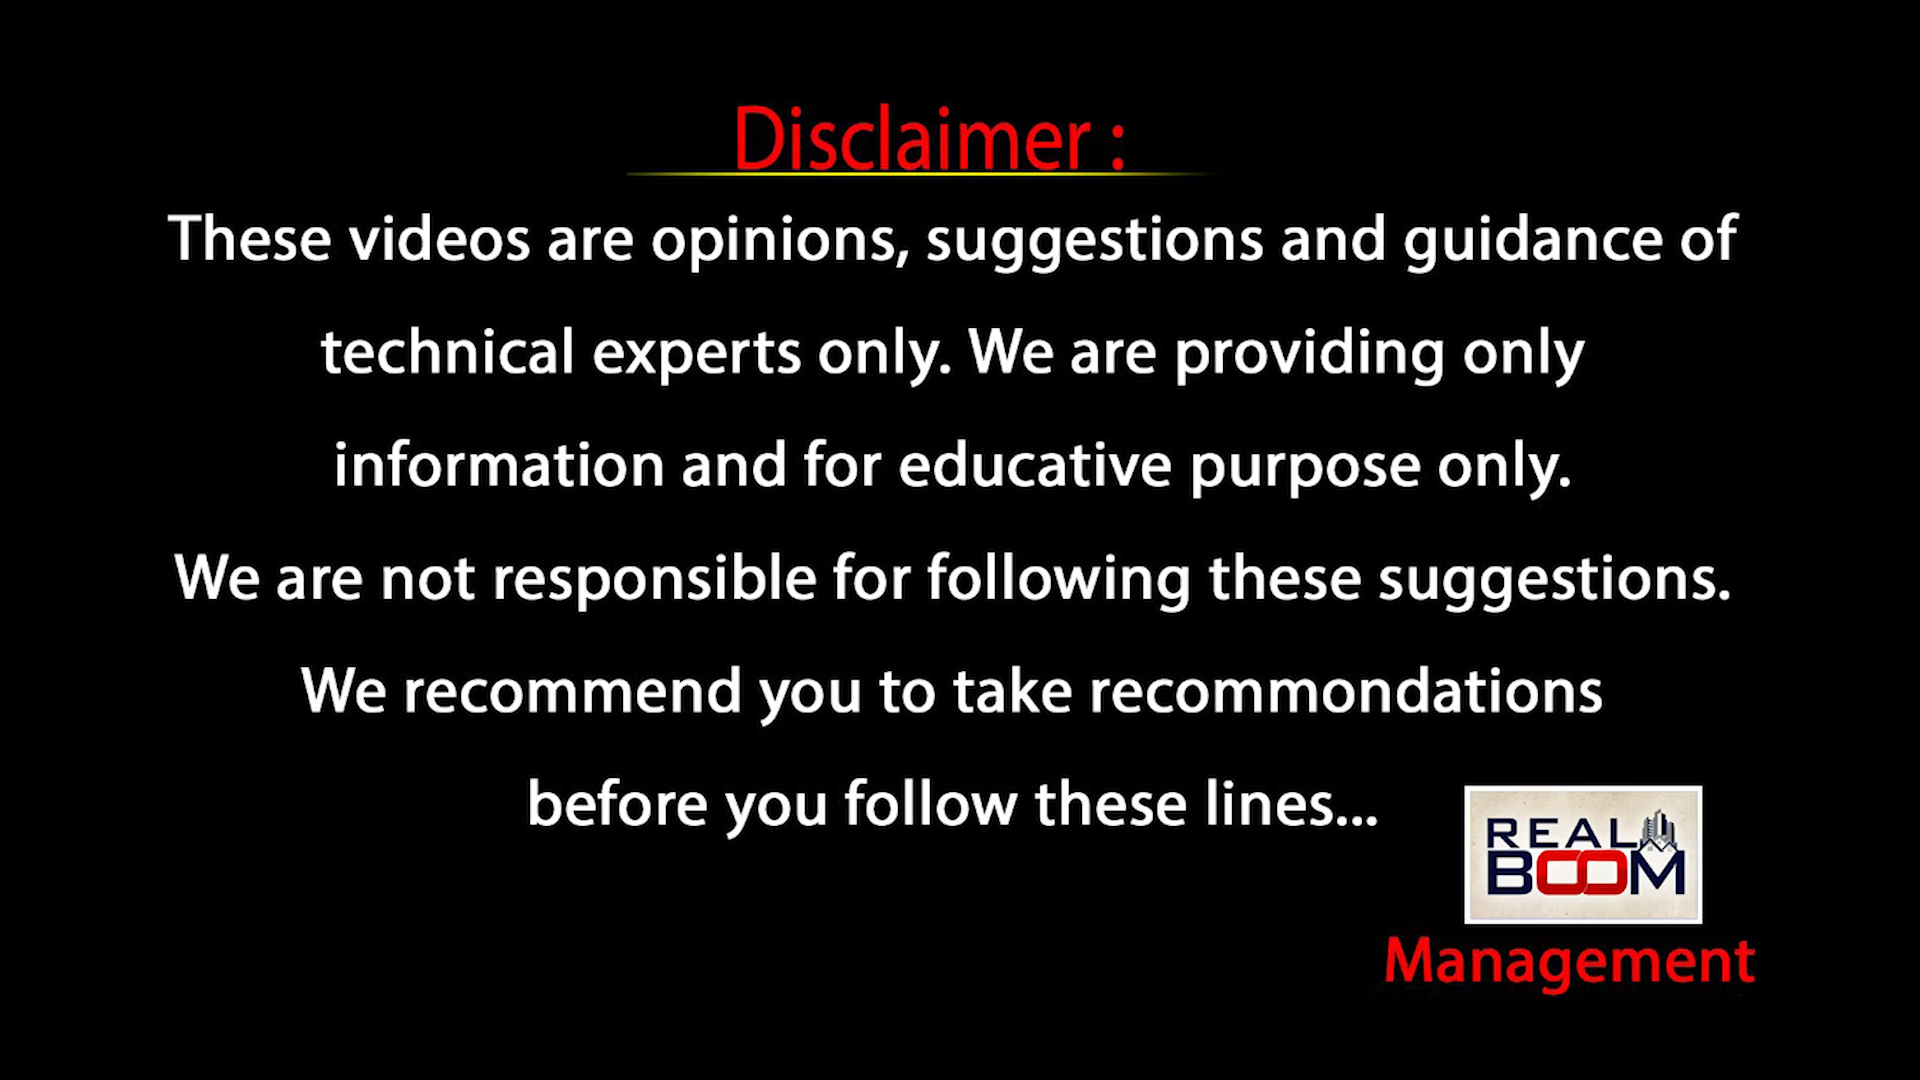 Disclaimer :
These videos are opinions, suggestions and guidance of
technical experts only. We are providing only
information and for educative purpose only.
We are not responsible for following these suggestions.
We recommend you to take recommondations
before you follow these lines...
REAL
BOOM
Management